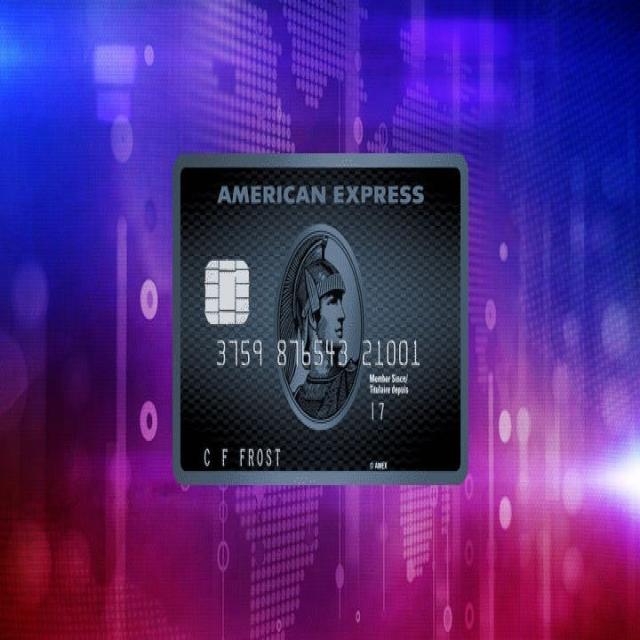 AMERICAN EXPRESS
3759 876543 21001
Member Since/
Titulaire depuis
17
C F FROST
© AMEX